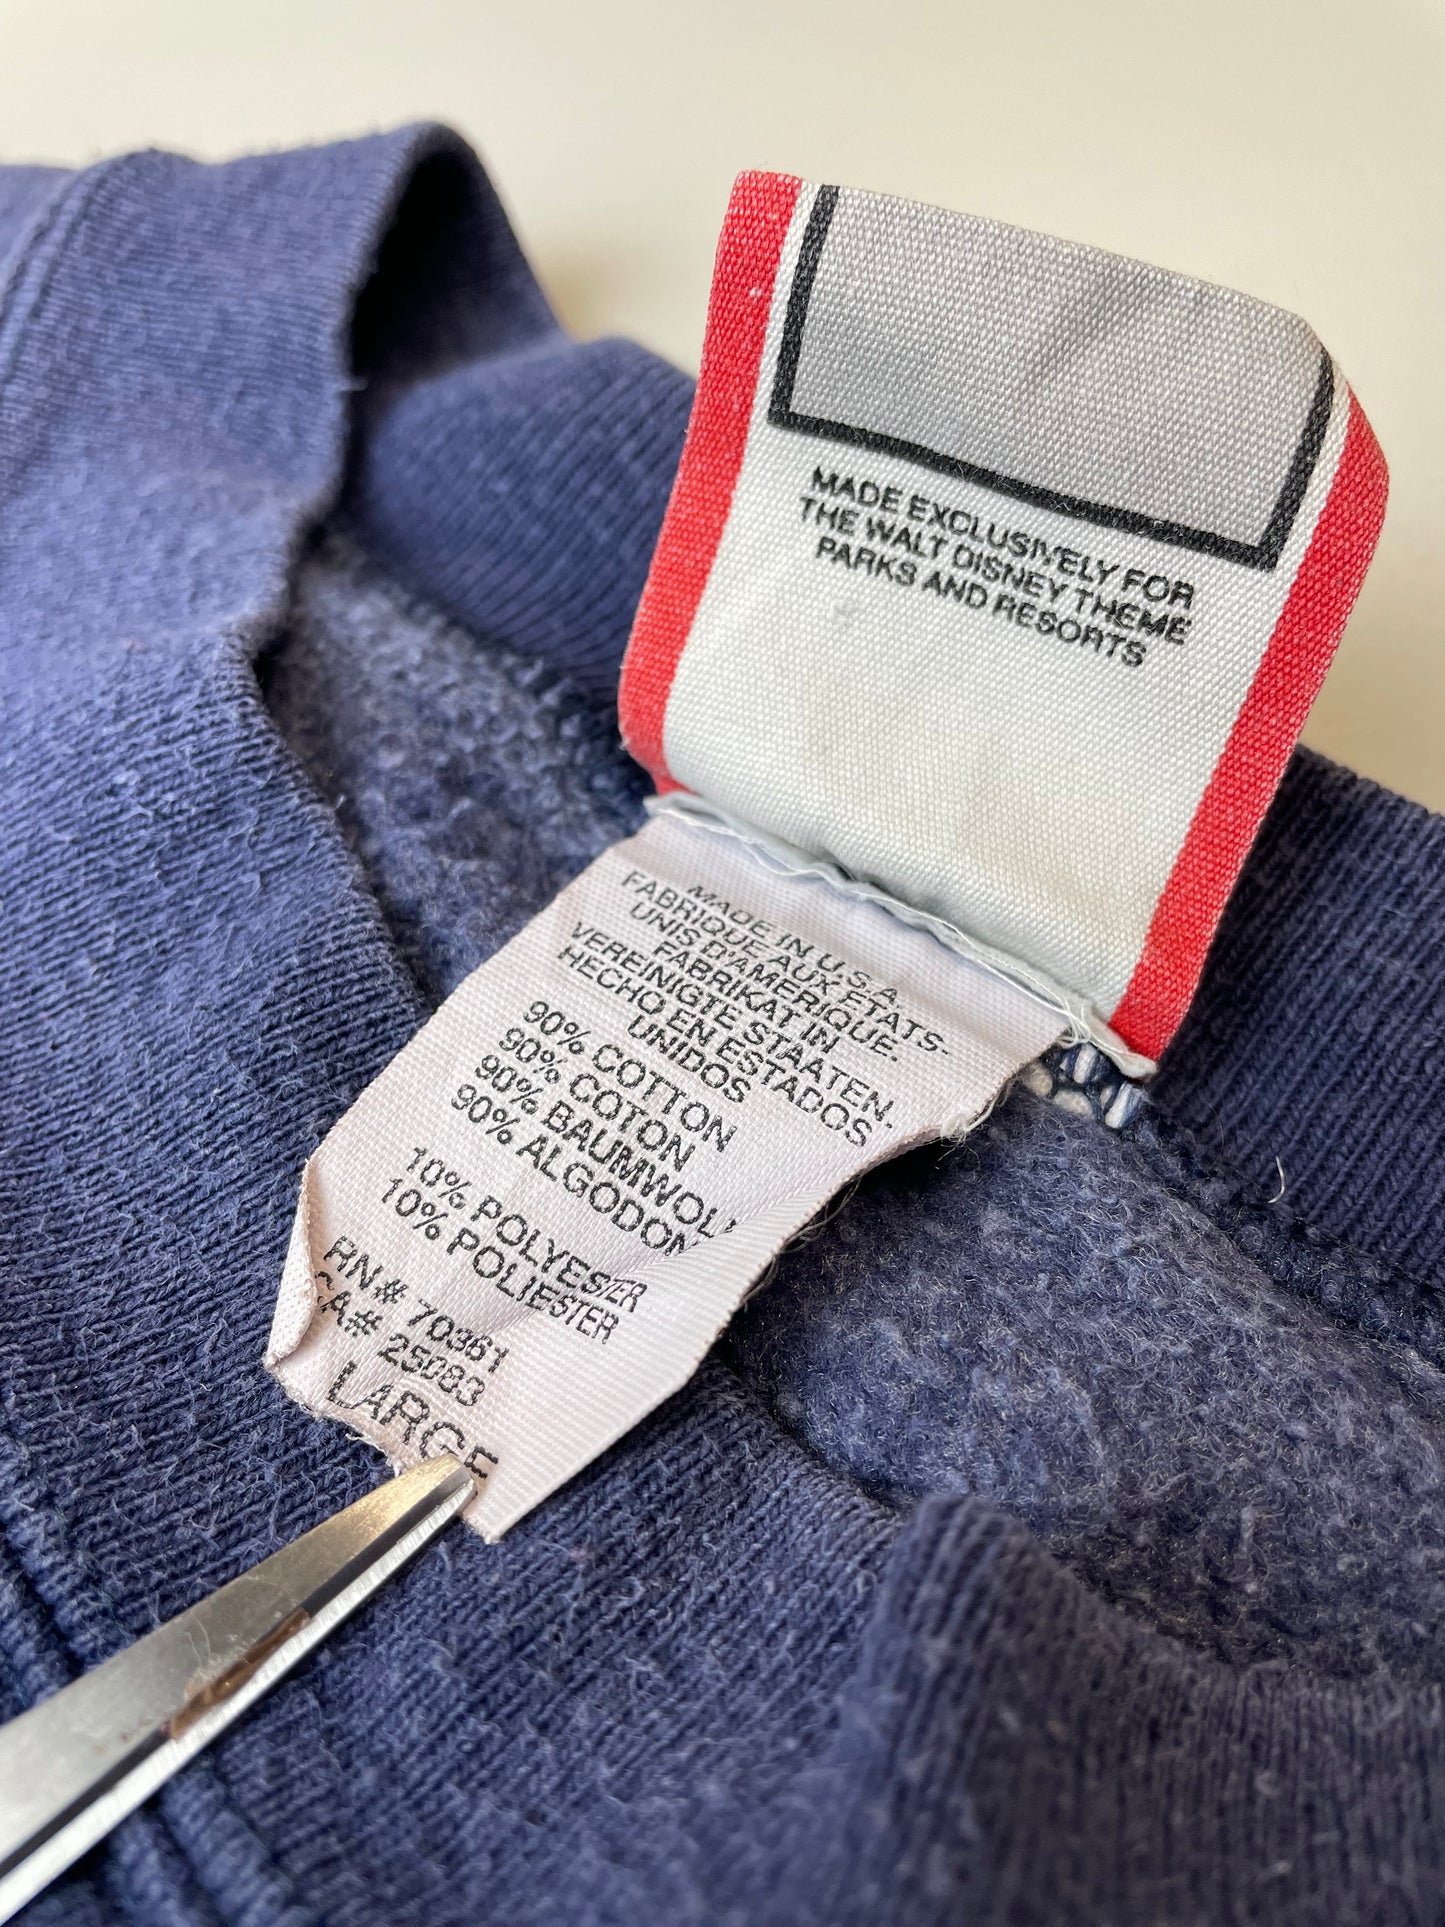 MADE EXCLUSIVELY FOR
THE WALT DISNEY THEME
PARKS AND RESORTS
MADE IN U.S.A.
FABRIQUE AUX ETATS-
UNIS D'AMERIQUE.
FABRIKAT IN
VEREINIGTE STAATEN.
HECHO EN ESTADOS
UNIDOS
90% COTTON
90% COTON
90% BAUMWOLL
90% ALGODON
10% POLYESTER
10% POLIESTER
RN# 70361
CA# 25083
LARGE